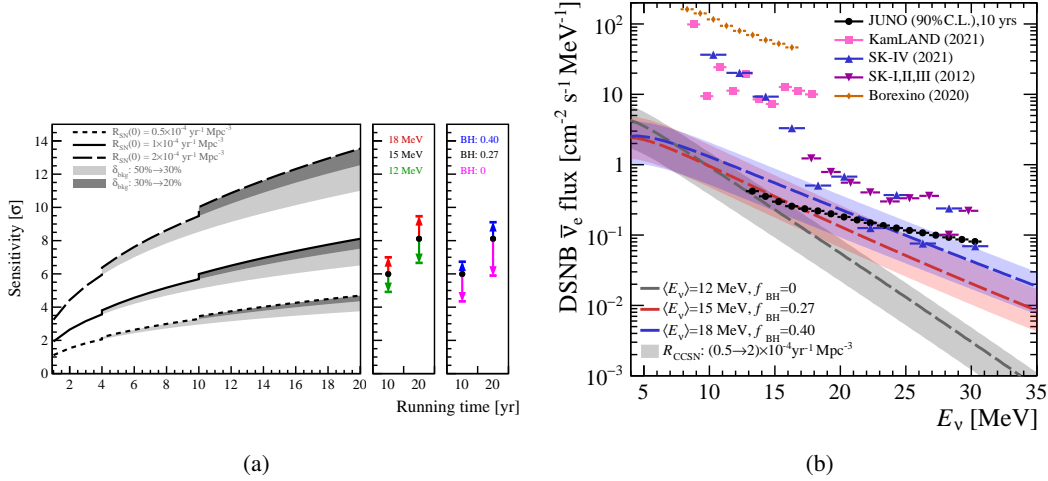 R_SN(0) = 0.5×10⁻⁴ yr⁻¹ Mpc⁻³
R_SN(0) = 1×10⁻⁴ yr⁻¹ Mpc⁻³
R_SN(0) = 2×10⁻⁴ yr⁻¹ Mpc⁻³
δ_bkg: 50%→30%
δ_bkg: 30%→20%
Sensitivity [σ]
0 2 4 6 8 10 12 14
2 4 6 8 10 12 14 16 18 20
18 MeV
15 MeV
12 MeV
10 20
BH: 0.40
BH: 0.27
BH: 0
10 20
Running time [yr]
(a)
DSNB ν̅_e flux [cm⁻² s⁻¹ MeV⁻¹]
10²
10
1
10⁻¹
10⁻²
10⁻³
JUNO (90%C.L.),10 yrs
KamLAND (2021)
SK-IV (2021)
SK-I,II,III (2012)
Borexino (2020)
⟨E_ν⟩=12 MeV, f_BH=0
⟨E_ν⟩=15 MeV, f_BH=0.27
⟨E_ν⟩=18 MeV, f_BH=0.40
R_CCSN: (0.5→2)×10⁻⁴yr⁻¹ Mpc⁻³
5 10 15 20 25 30 35
E_ν [MeV]
(b)